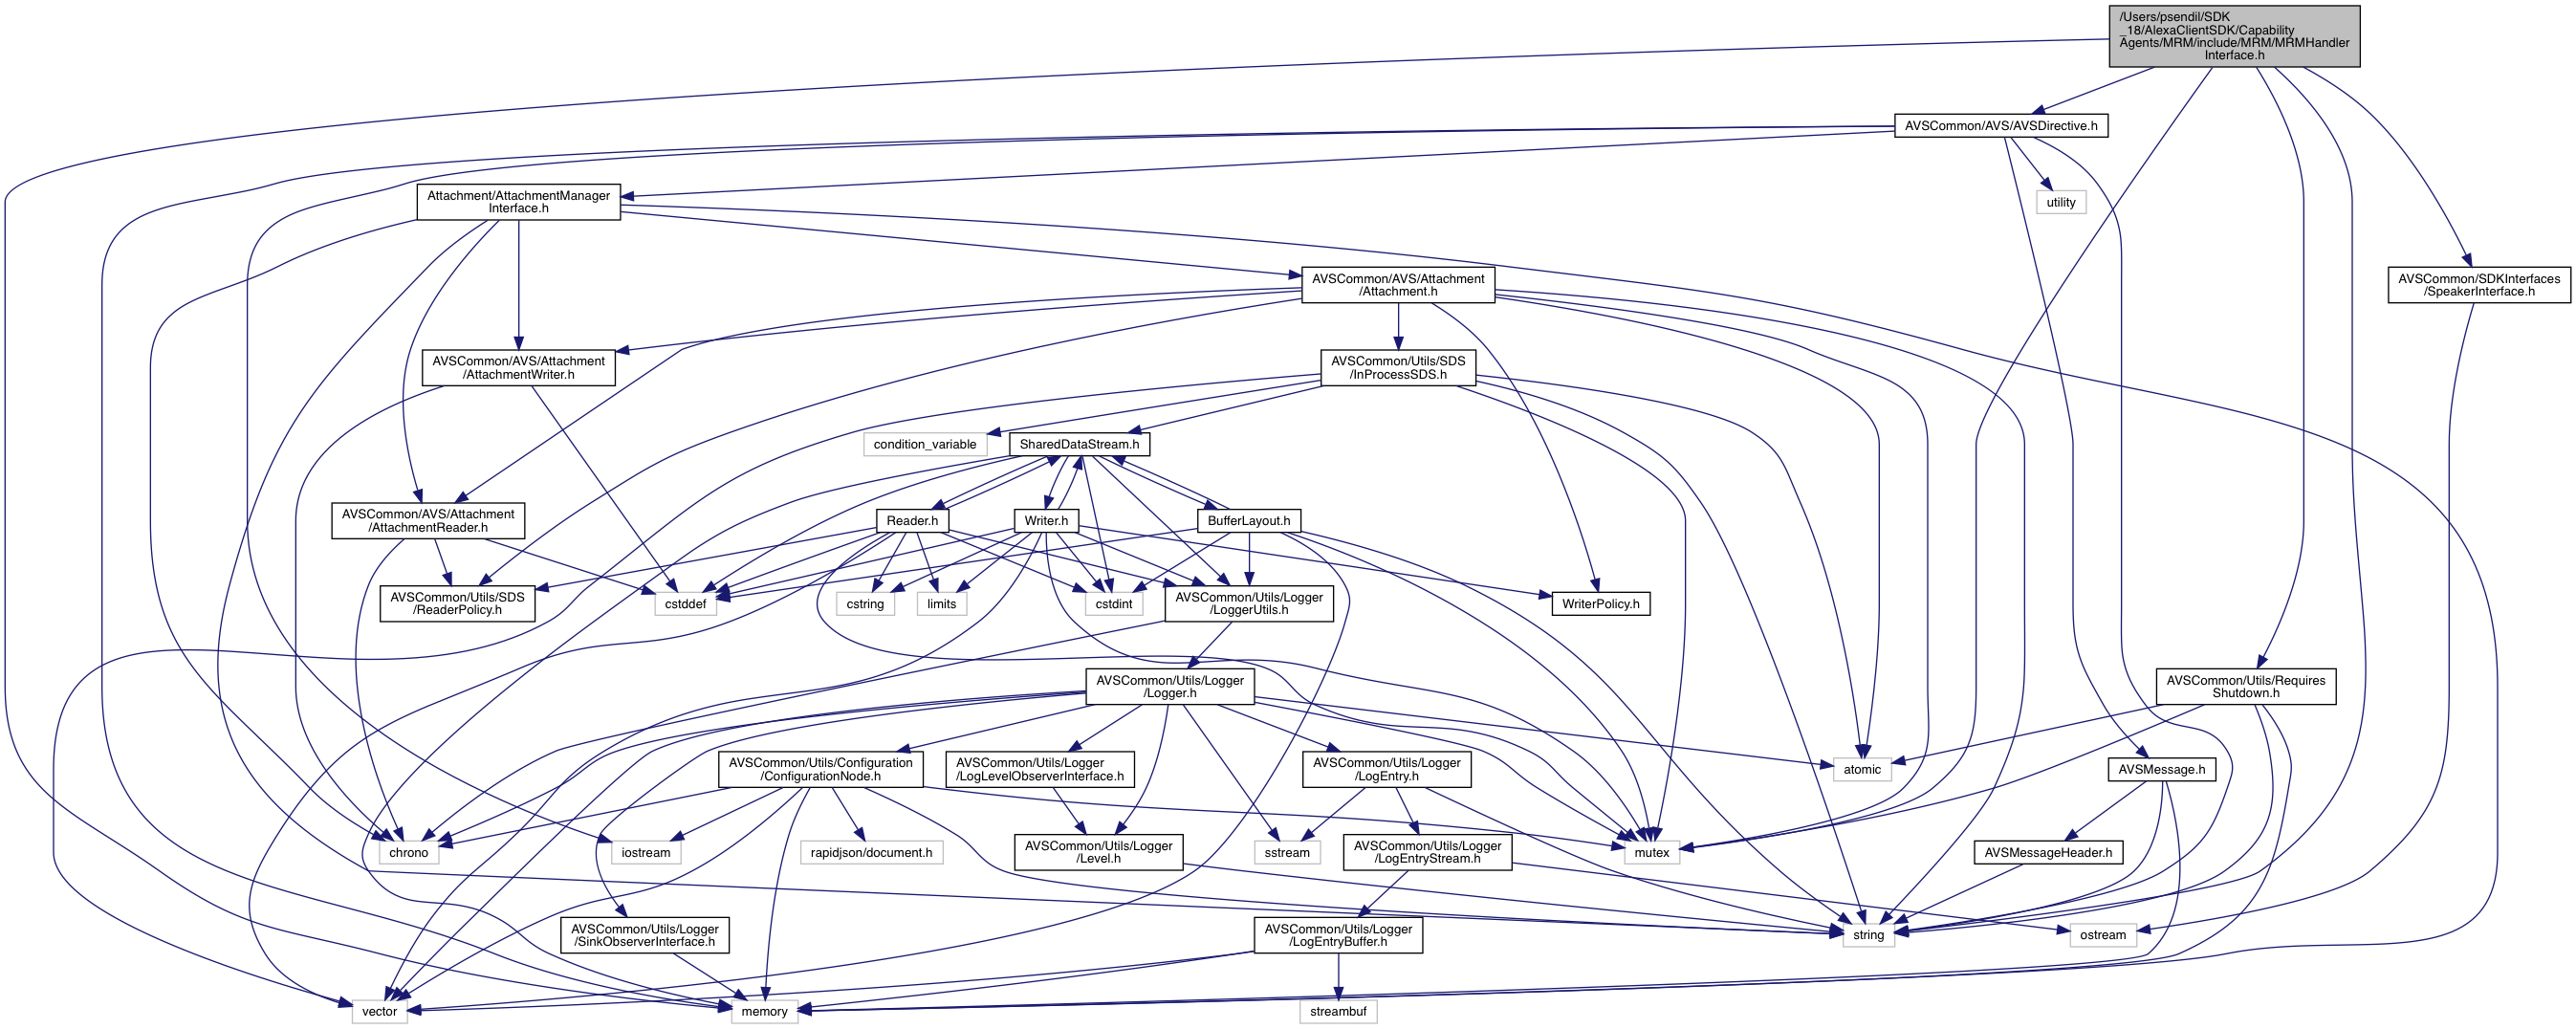 /Users/psendil/SDK
_18/AlexaClientSDK/Capability
Agents/MRM/include/MRM/MRMHandler
Interface.h
AVSCommon/AVS/AVSDirective.h
Attachment/AttachmentManager
Interface.h
utility
AVSCommon/AVS/Attachment
/Attachment.h
AVSCommon/SDKInterfaces
/SpeakerInterface.h
AVSCommon/AVS/Attachment
/AttachmentWriter.h
AVSCommon/Utils/SDS
/InProcessSDS.h
condition_variable
SharedDataStream.h
AVSCommon/AVS/Attachment
/AttachmentReader.h
Reader.h
Writer.h
BufferLayout.h
AVSCommon/Utils/SDS
/ReaderPolicy.h
cstddef
cstring
limits
cstdint
AVSCommon/Utils/Logger
/LoggerUtils.h
WriterPolicy.h
AVSCommon/Utils/Logger
/Logger.h
AVSCommon/Utils/Requires
Shutdown.h
AVSCommon/Utils/Configuration
/ConfigurationNode.h
AVSCommon/Utils/Logger
/LogLevelObserverInterface.h
AVSCommon/Utils/Logger
/LogEntry.h
atomic
AVSMessage.h
chrono
iostream
rapidjson/document.h
AVSCommon/Utils/Logger
/Level.h
sstream
AVSCommon/Utils/Logger
/LogEntryStream.h
mutex
AVSMessageHeader.h
AVSCommon/Utils/Logger
/SinkObserverInterface.h
AVSCommon/Utils/Logger
/LogEntryBuffer.h
string
ostream
vector
memory
streambuf